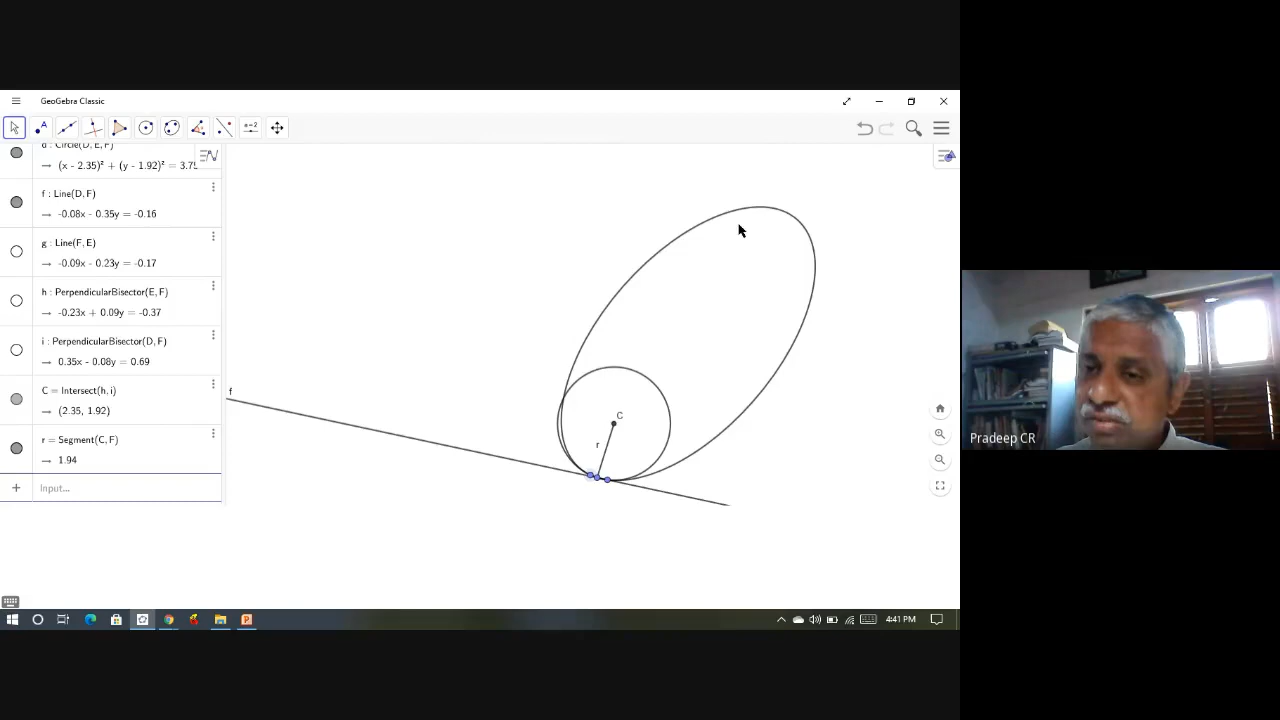 GeoGebra Classic
A
a=2
d : Circle(D, E, F)
→ (x - 2.35)² + (y - 1.92)² = 3.75
f : Line(D, F)
→ -0.08x - 0.35y = -0.16
g : Line(F, E)
→ -0.09x - 0.23y = -0.17
h : PerpendicularBisector(E, F)
→ -0.23x + 0.09y = -0.37
i : PerpendicularBisector(D, F)
→ 0.35x - 0.08y = 0.69
C = Intersect(h, i)
→ (2.35, 1.92)
r = Segment(C, F)
→ 1.94
+ Input...
f
C
r
Pradeep CR
4:41 PM